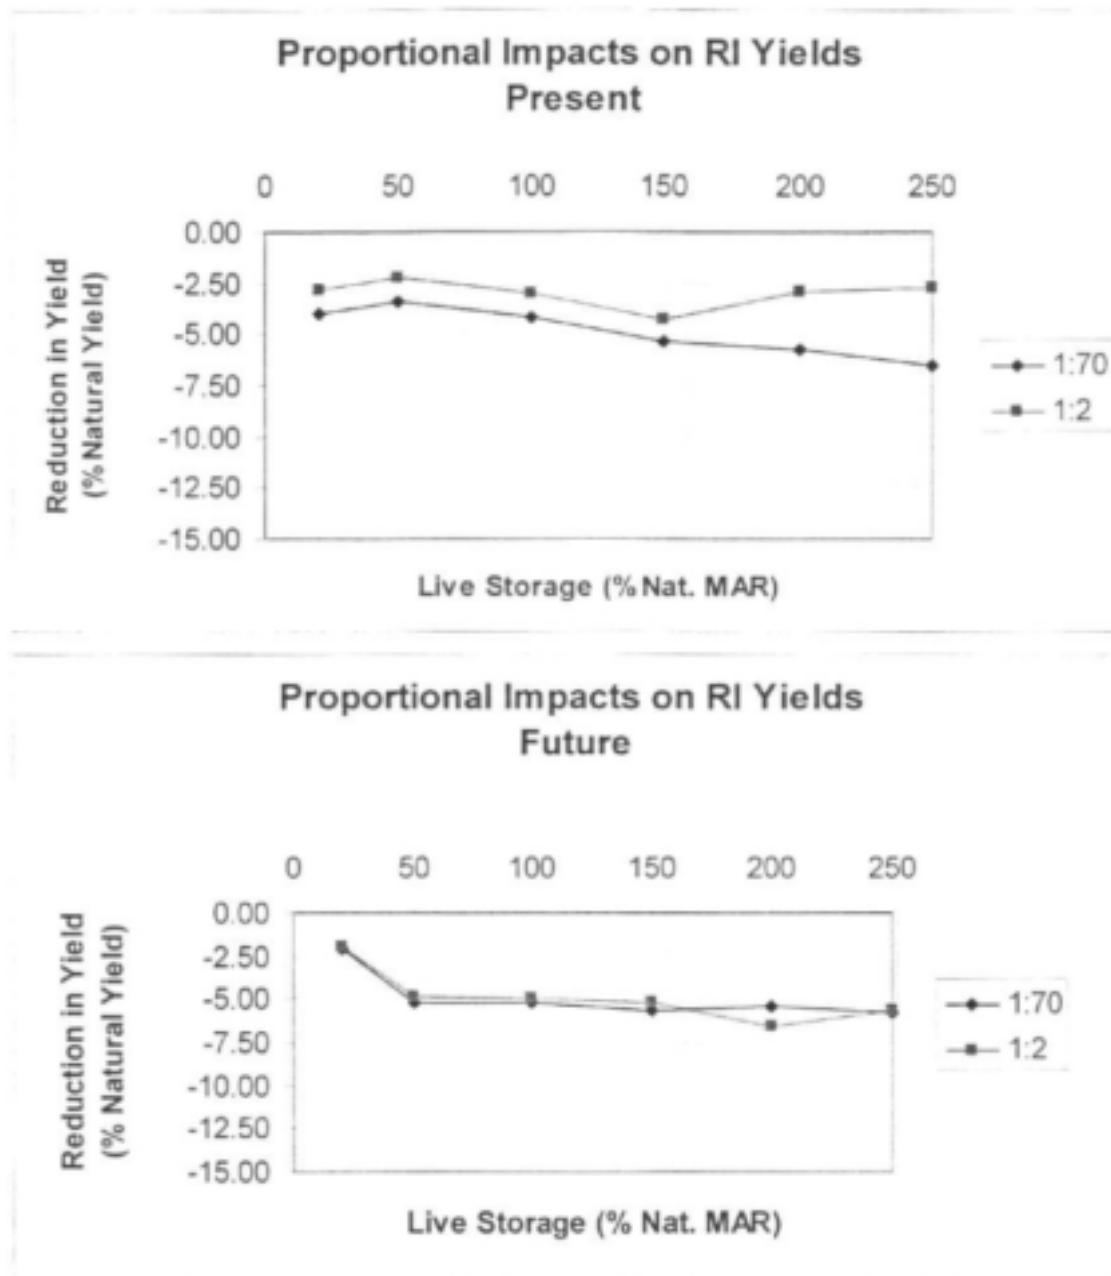 Proportional Impacts on RI Yields
Present
0 50 100 150 200 250
Reduction in Yield
(% Natural Yield)
0.00
-2.50
-5.00
-7.50
-10.00
-12.50
-15.00
1:70
1:2
Live Storage (% Nat. MAR)
Proportional Impacts on RI Yields
Future
0 50 100 150 200 250
Reduction in Yield
(% Natural Yield)
0.00
-2.50
-5.00
-7.50
-10.00
-12.50
-15.00
1:70
1:2
Live Storage (% Nat. MAR)